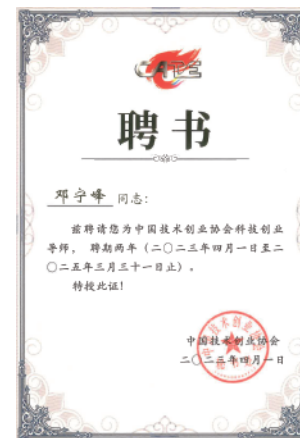 CATBE
聘书
邓宁峰 同志：
兹聘请您为中国技术创业协会科技创业
导师， 聘期两年（二〇二三年四月一日至二
〇二五年三月三十一日止）。
特授此证！
中国技术创业协会
二〇二三年四月一日